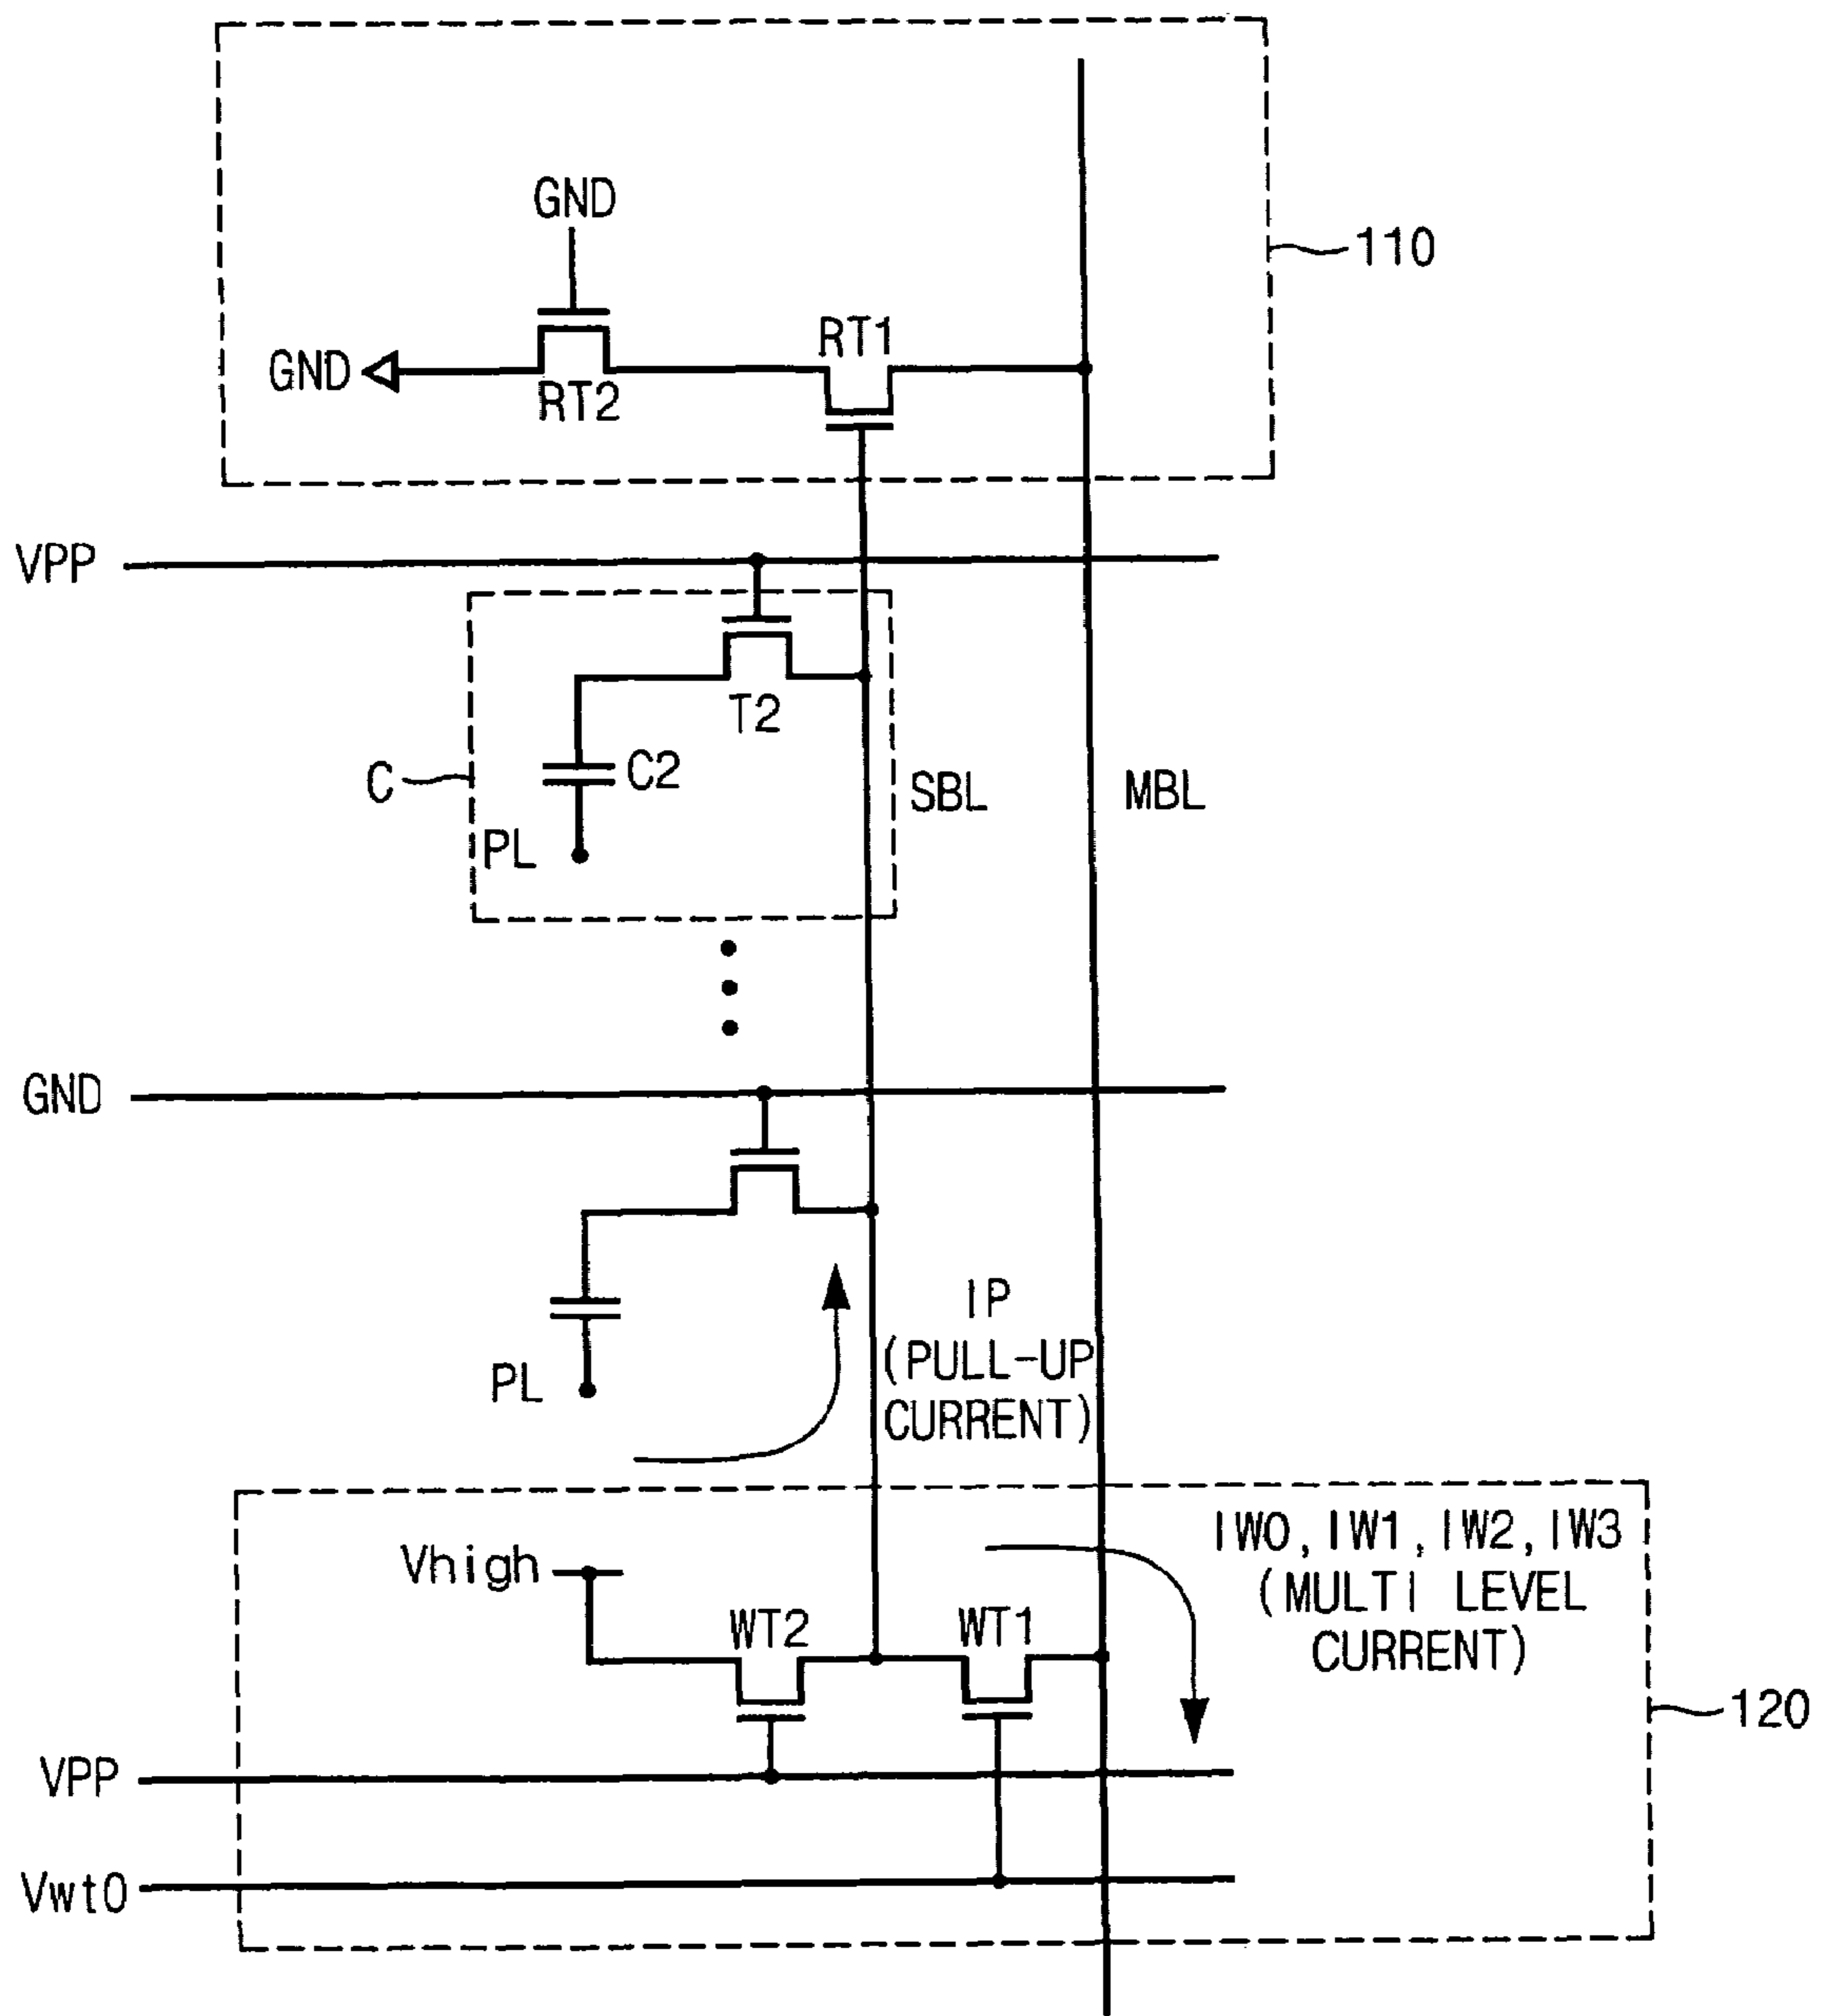 GND
110
RT1
GND
RT2
VPP
T2
C
C2
SBL
MBL
PL
GND
IP
(PULL-UP
CURRENT)
PL
IW0, IW1, IW2, IW3
(MULTI LEVEL
CURRENT)
Vhigh
WT2
WT1
120
VPP
Vwt0